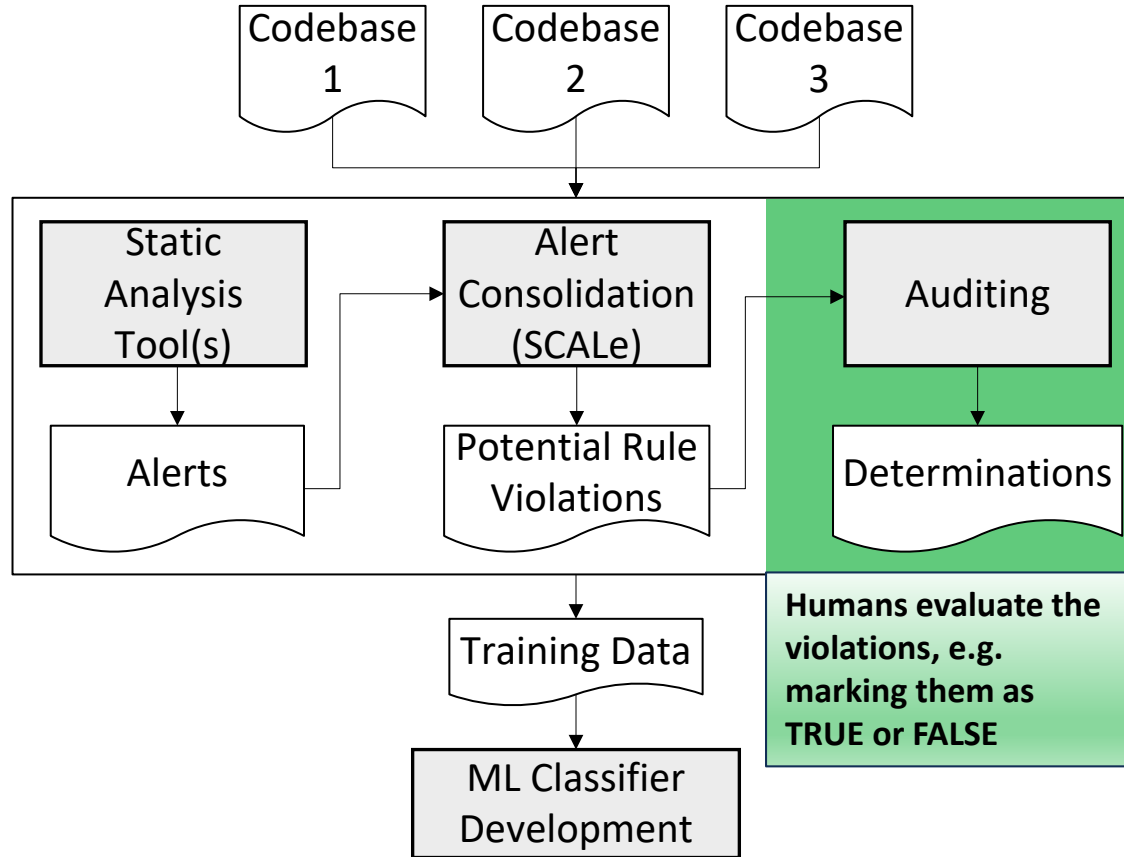 Codebase
1
Codebase
2
Codebase
3
Static
Analysis
Tool(s)
Alert
Consolidation
(SCALe)
Auditing
Alerts
Potential Rule
Violations
Determinations
Humans evaluate the
violations, e.g.
marking them as
TRUE or FALSE
Training Data
ML Classifier
Development